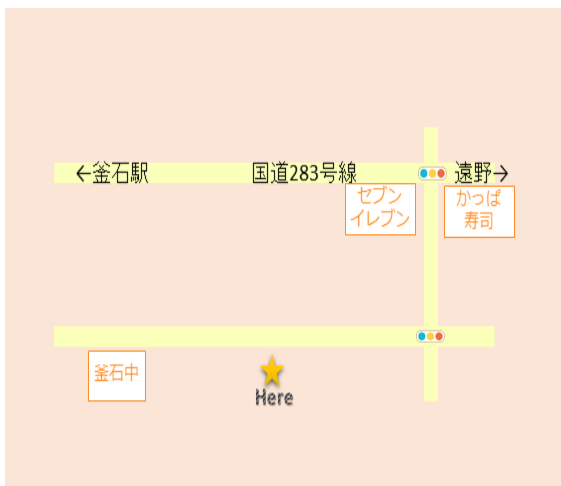 ←釜石駅 国道283号線 遠野→
セブン
イレブン
かっぱ
寿司
釜石中
Here